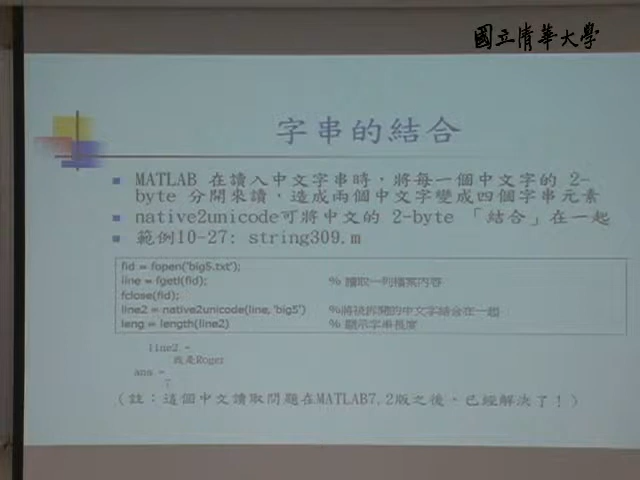 國立清華大學
字串的結合
MATLAB 在讀入中文字串時，將每一個中文字的 2-
byte 分開來讀，造成兩個中文字變成四個字串元素
native2unicode可將中文的 2-byte 「結合」在一起
範例10-27: string309.m
fid = fopen('big5.txt');
line = fgetl(fid); % 讀取一列檔案內容
fclose(fid);
line2 = native2unicode(line, 'big5') %將被拆開的中文字結合在一起
leng = length(line2) % 顯示字串長度
line2 =
我是Roger
ans =
7
(註：這個中文讀取問題在MATLAB7.2版之後，已經解決了！)